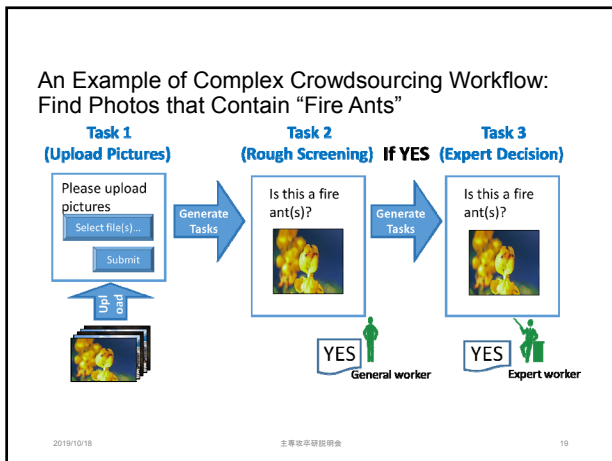 An Example of Complex Crowdsourcing Workflow:
Find Photos that Contain “Fire Ants”
Task 1
(Upload Pictures)
Task 2
(Rough Screening)
If YES
Task 3
(Expert Decision)
Please upload
pictures
Select file(s)...
Submit
Upl
oad
Generate
Tasks
Is this a fire
ant(s)?
YES
General worker
Generate
Tasks
Is this a fire
ant(s)?
YES
Expert worker
2019/10/18
主専攻卒研説明会
19